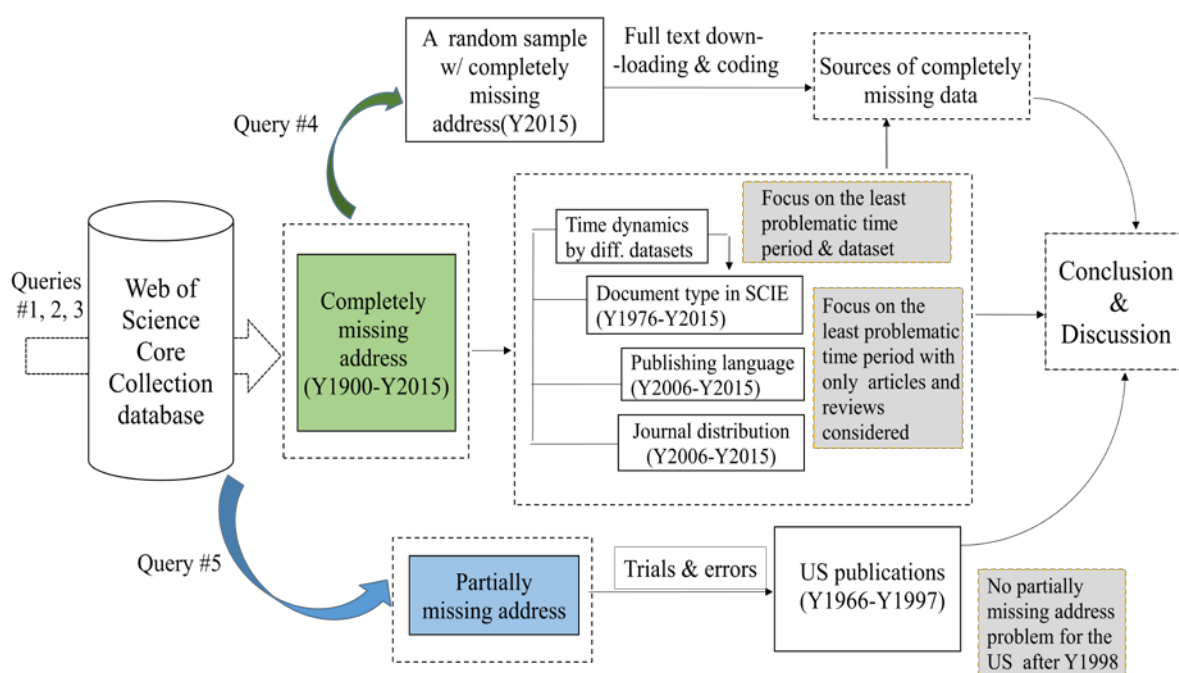 A random sample
w/ completely
missing
address(Y2015)
Full text down-
-loading & coding
Sources of completely
missing data
Query #4
Queries
#1, 2, 3
Web of
Science
Core
Collection
database
Completely
missing
address
(Y1900-Y2015)
Time dynamics
by diff. datasets
Focus on the least
problematic time
period & dataset
Document type in SCIE
(Y1976-Y2015)
Publishing language
(Y2006-Y2015)
Journal distribution
(Y2006-Y2015)
Focus on the
least problematic
time period with
only articles and
reviews
considered
Conclusion
&
Discussion
Query #5
Partially
missing address
Trials & errors
US publications
(Y1966-Y1997)
No partially
missing address
problem for the
US after Y1998